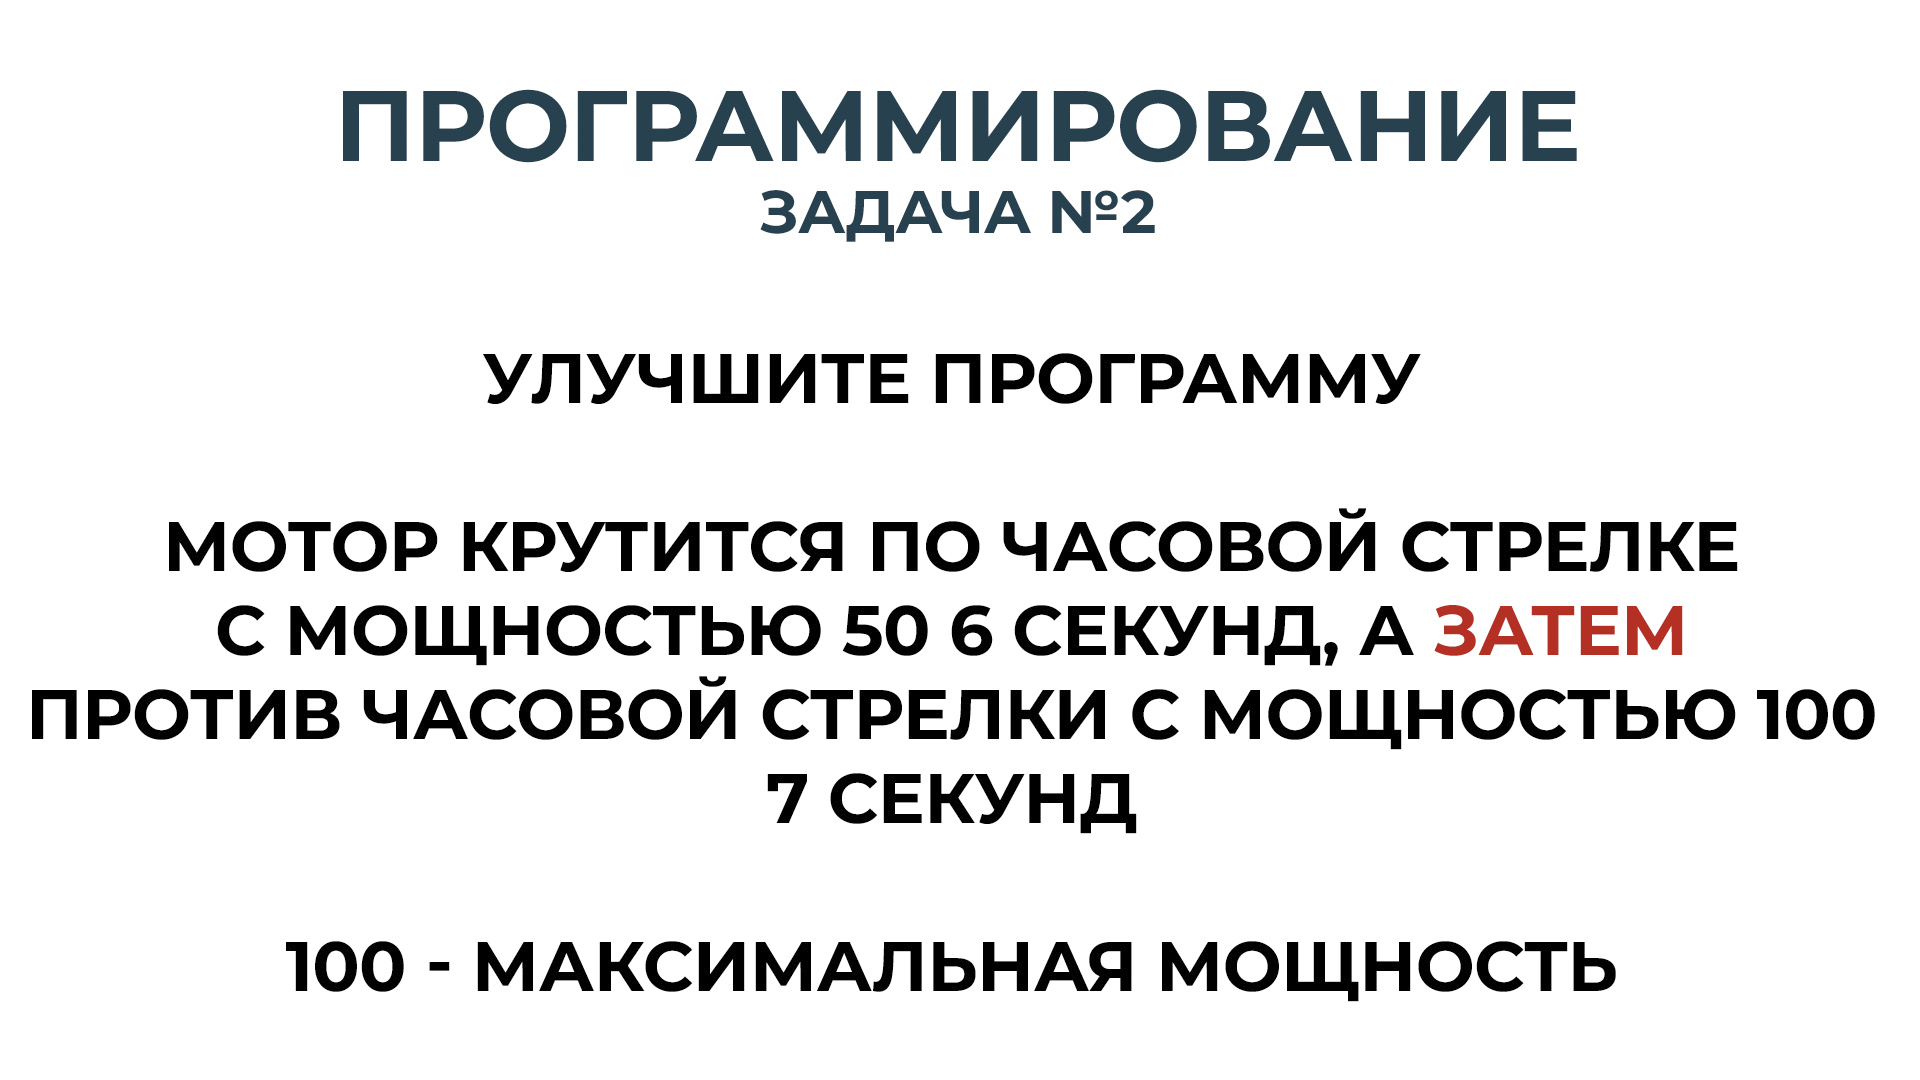 ПРОГРАММИРОВАНИЕ
ЗАДАЧА №2
УЛУЧШИТЕ ПРОГРАММУ
МОТОР КРУТИТСЯ ПО ЧАСОВОЙ СТРЕЛКЕ
С МОЩНОСТЬЮ 50 6 СЕКУНД, А ЗАТЕМ
ПРОТИВ ЧАСОВОЙ СТРЕЛКИ С МОЩНОСТЬЮ 100
7 СЕКУНД
100 - МАКСИМАЛЬНАЯ МОЩНОСТЬ